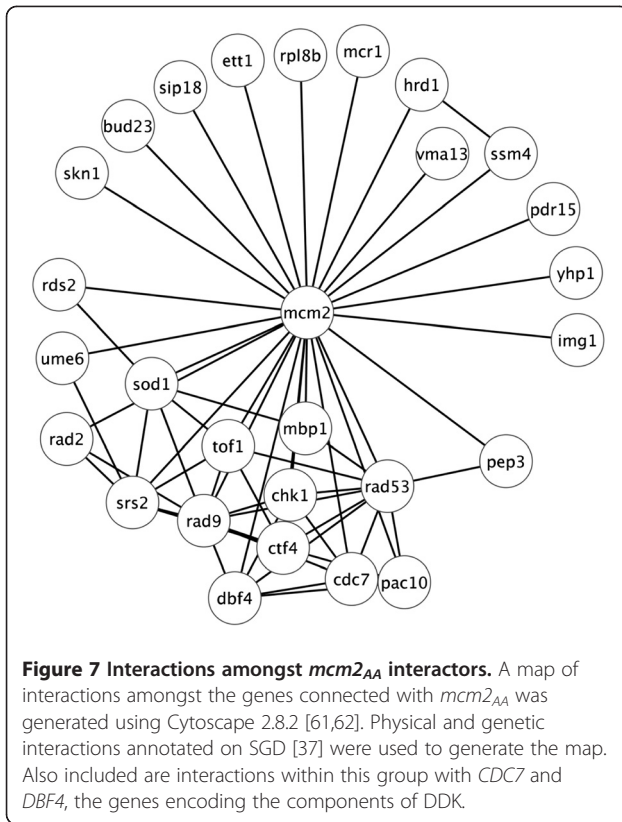 ett1
rpl8b
mcr1
sip18
hrd1
bud23
vma13
ssm4
skn1
pdr15
rds2
yhp1
mcm2
img1
ume6
sod1
mbp1
rad2
tof1
pep3
chk1
rad53
srs2
rad9
ctf4
cdc7
pac10
dbf4
Figure 7 Interactions amongst mcm2AA interactors. A map of
interactions amongst the genes connected with mcm2AA was
generated using Cytoscape 2.8.2 [61,62]. Physical and genetic
interactions annotated on SGD [37] were used to generate the map.
Also included are interactions within this group with CDC7 and
DBF4, the genes encoding the components of DDK.